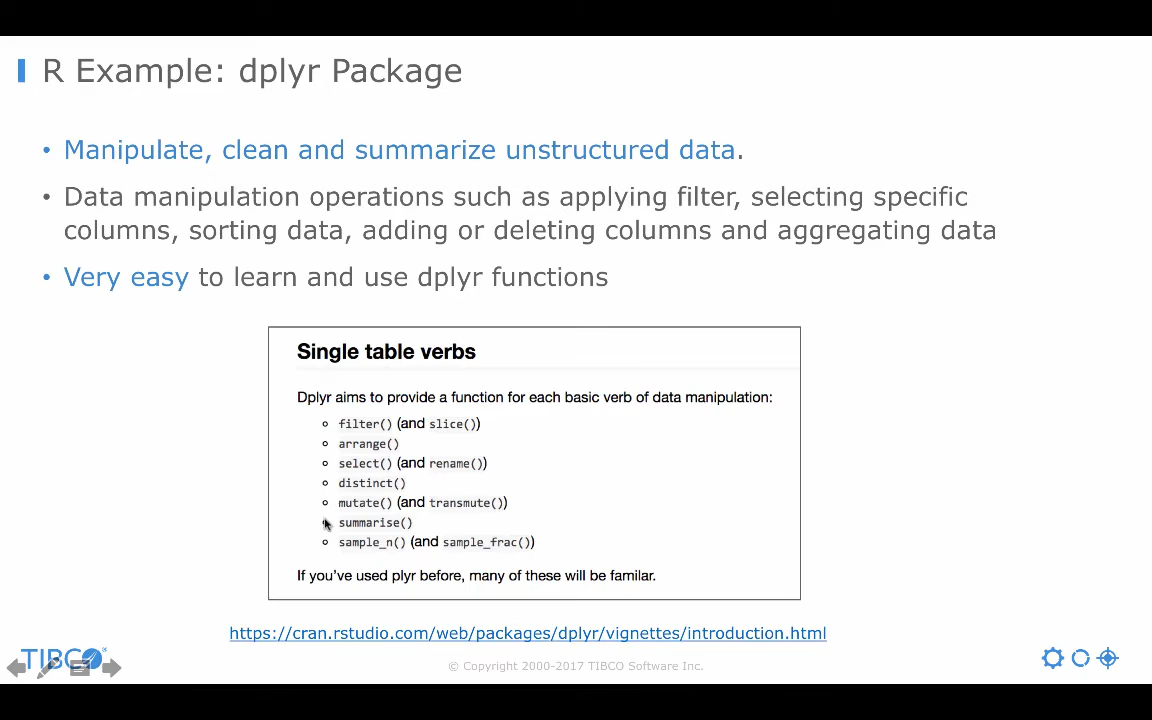 R Example: dplyr Package
• Manipulate, clean and summarize unstructured data.
• Data manipulation operations such as applying filter, selecting specific
columns, sorting data, adding or deleting columns and aggregating data
• Very easy to learn and use dplyr functions
Single table verbs
Dplyr aims to provide a function for each basic verb of data manipulation:
filter() (and slice())
arrange()
select() (and rename())
distinct()
mutate() (and transmute())
summarise()
sample_n() (and sample_frac())
If you've used plyr before, many of these will be familar.
https://cran.rstudio.com/web/packages/dplyr/vignettes/introduction.html
TIBCO®
© Copyright 2000-2017 TIBCO Software Inc.